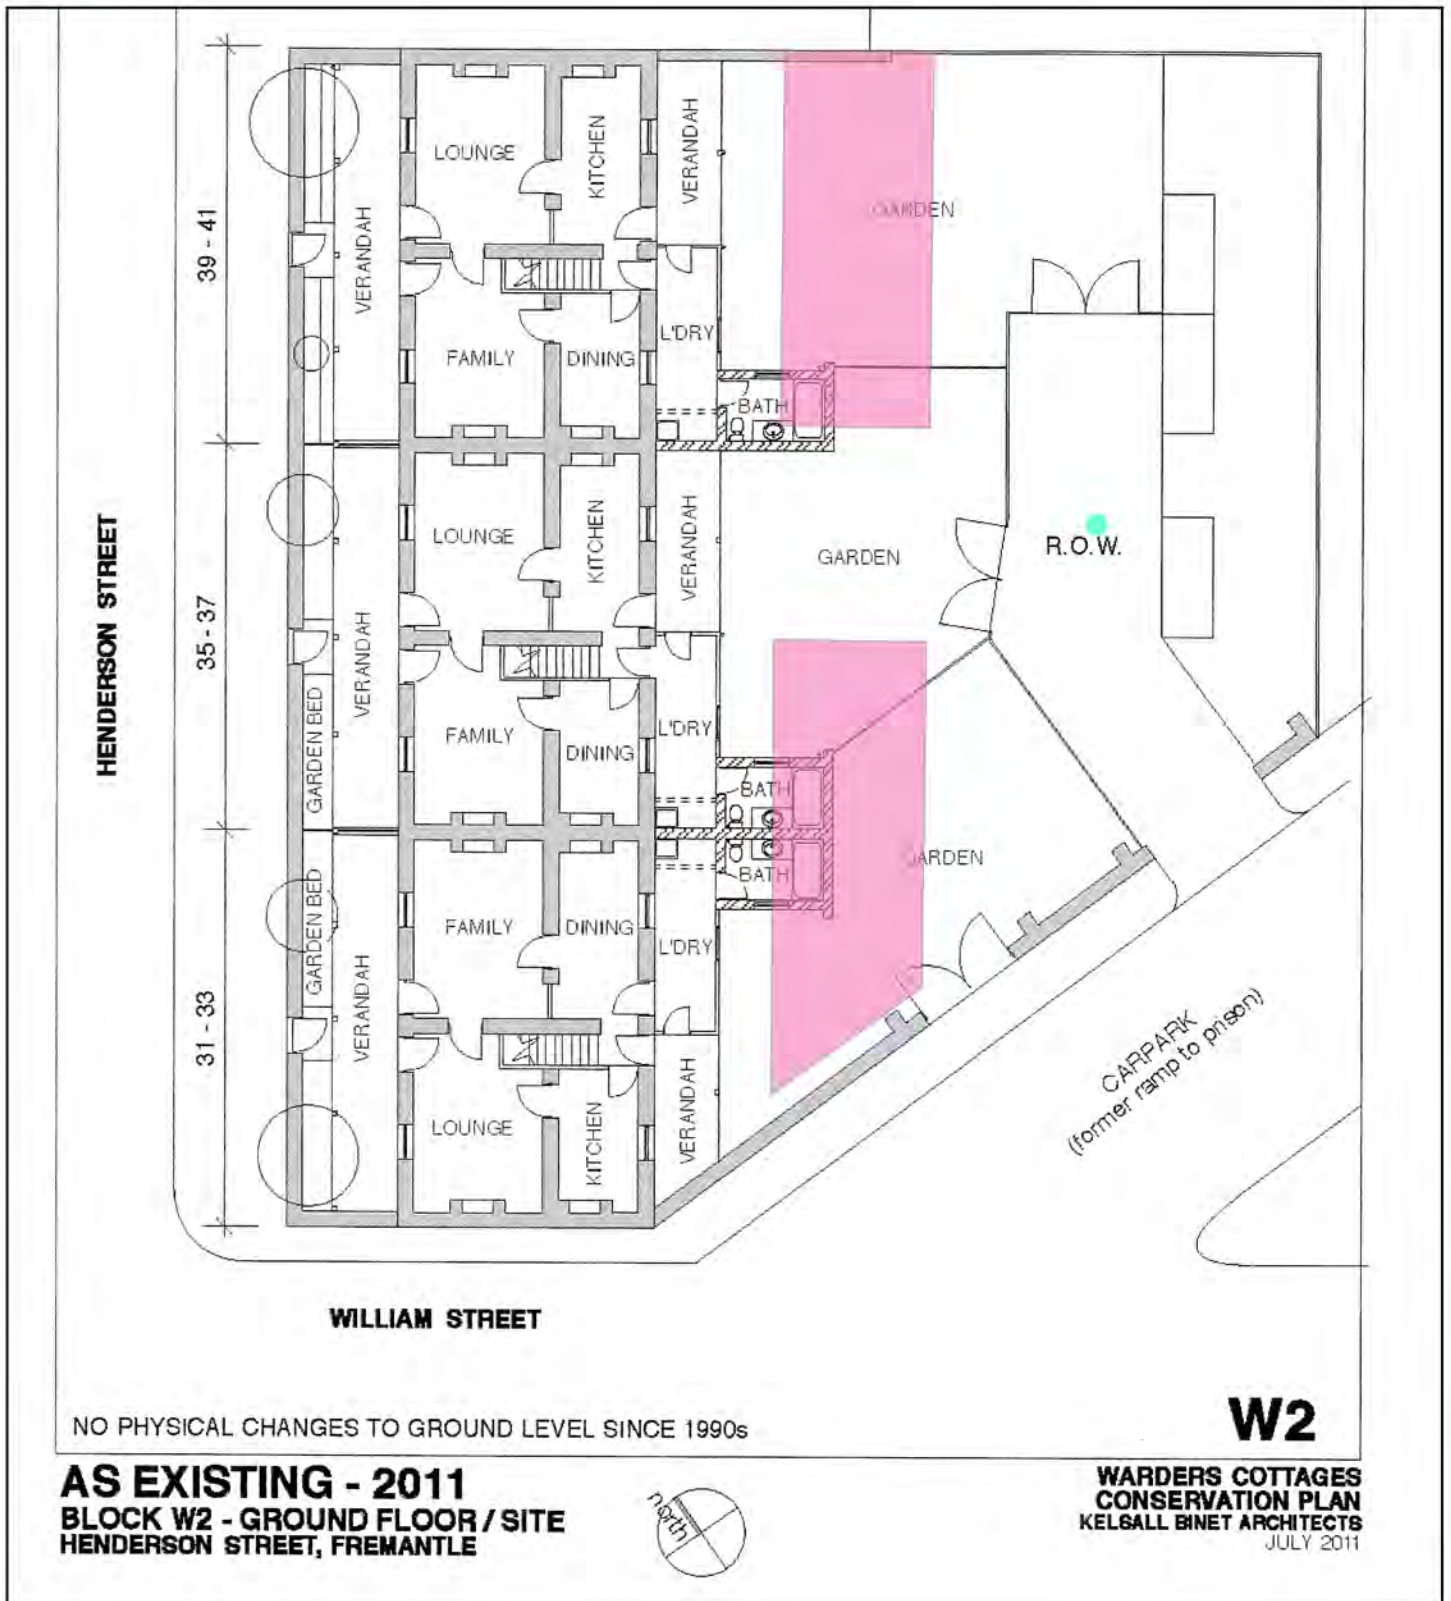 HENDERSON STREET
39 - 41
35 - 37
31 - 33
VERANDAH
LOUNGE
KITCHEN
VERANDAH
GARDEN
FAMILY
DINING
L'DRY
BATH
VERANDAH
LOUNGE
KITCHEN
VERANDAH
GARDEN
R.O.W.
GARDEN BED
FAMILY
DINING
L'DRY
BATH
GARDEN BED
VERANDAH
FAMILY
DINING
L'DRY
BATH
GARDEN
LOUNGE
KITCHEN
VERANDAH
CARPARK
(former ramp to prison)
WILLIAM STREET
NO PHYSICAL CHANGES TO GROUND LEVEL SINCE 1990s
W2
AS EXISTING - 2011
BLOCK W2 - GROUND FLOOR / SITE
HENDERSON STREET, FREMANTLE
north
WARDERS COTTAGES
CONSERVATION PLAN
KELSALL BINET ARCHITECTS
JULY 2011